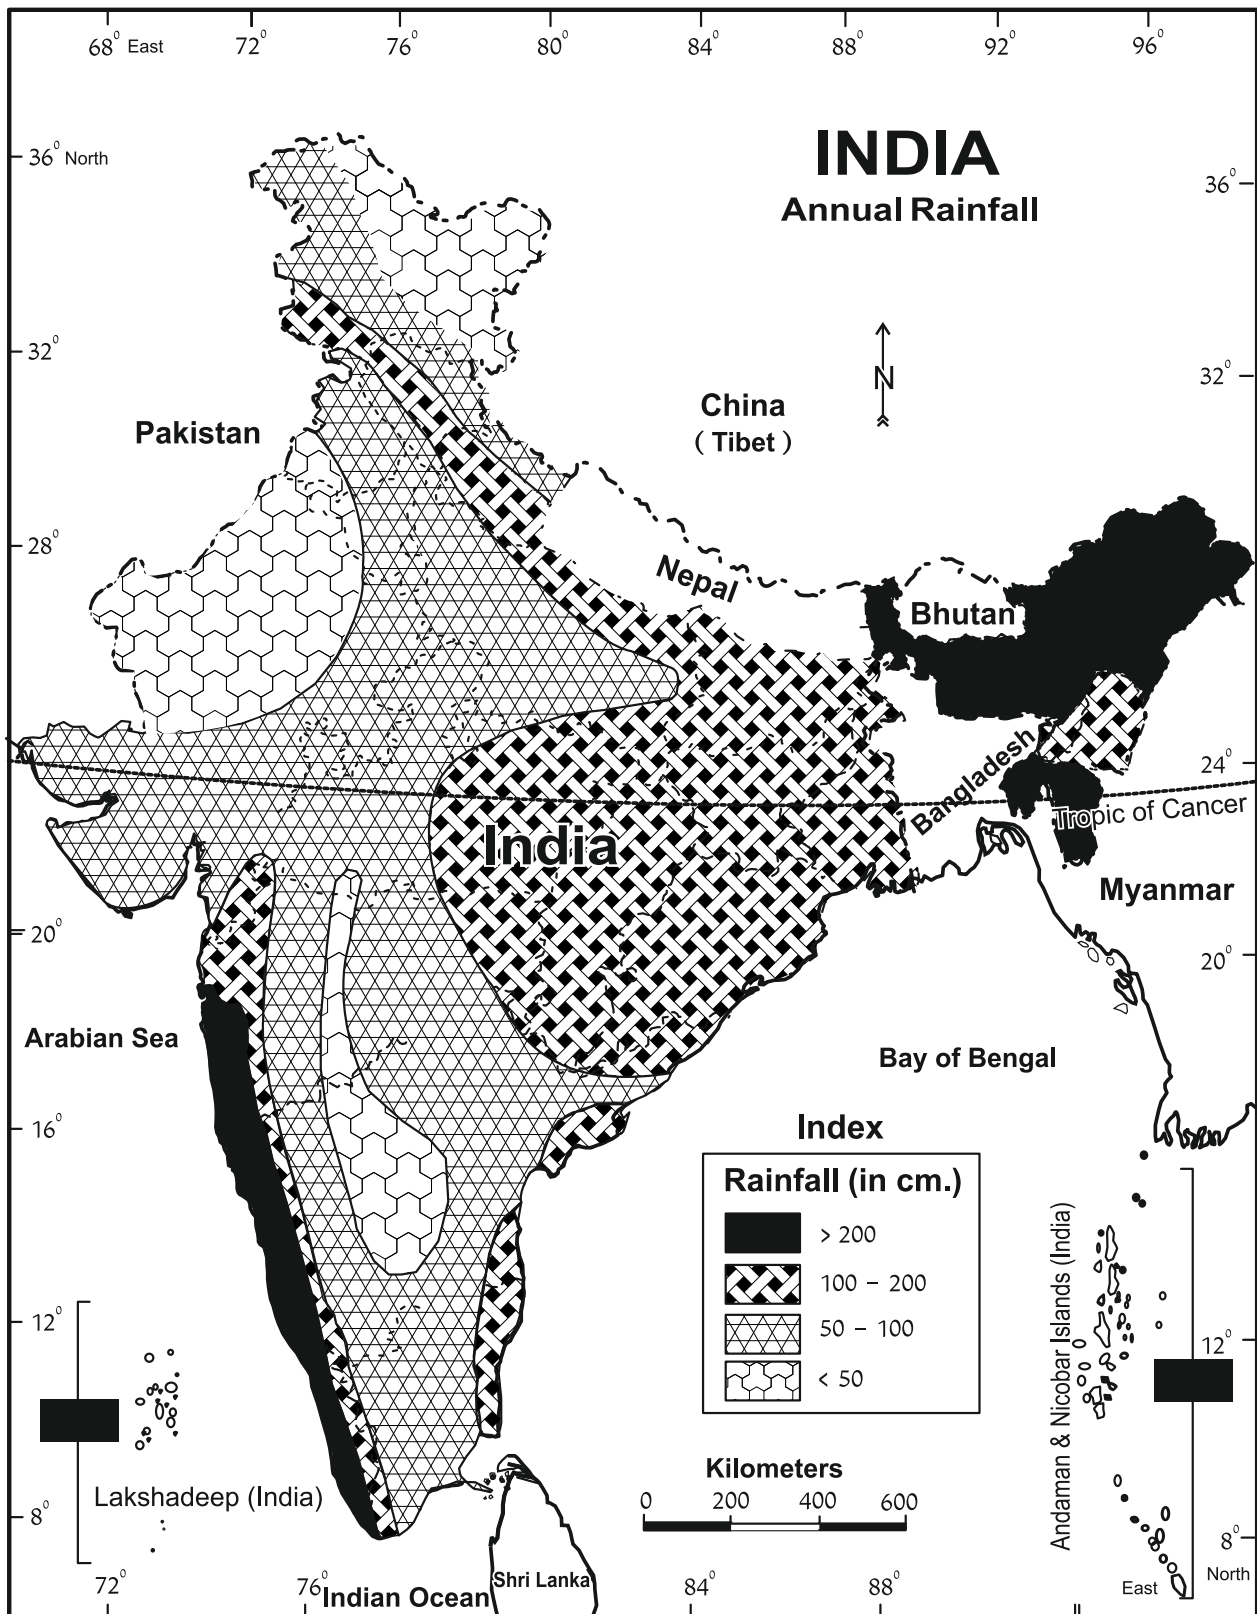 68° East 72° 76° 80° 84° 88° 92° 96°
INDIA
Annual Rainfall
36° North
36°
32°
32°
N
China
( Tibet )
Pakistan
28°
Nepal
Bhutan
Bangladesh
24°
Tropic of Cancer
India
Myanmar
20°
20°
Arabian Sea
Bay of Bengal
16°
Index
Rainfall (in cm.)
> 200
100 – 200
50 – 100
< 50
12°
12°
Andaman & Nicobar Islands (India)
Kilometers
0 200 400 600
Lakshadeep (India)
8°
8°
East North
Shri Lanka
Indian Ocean
72° 76° 84° 88°